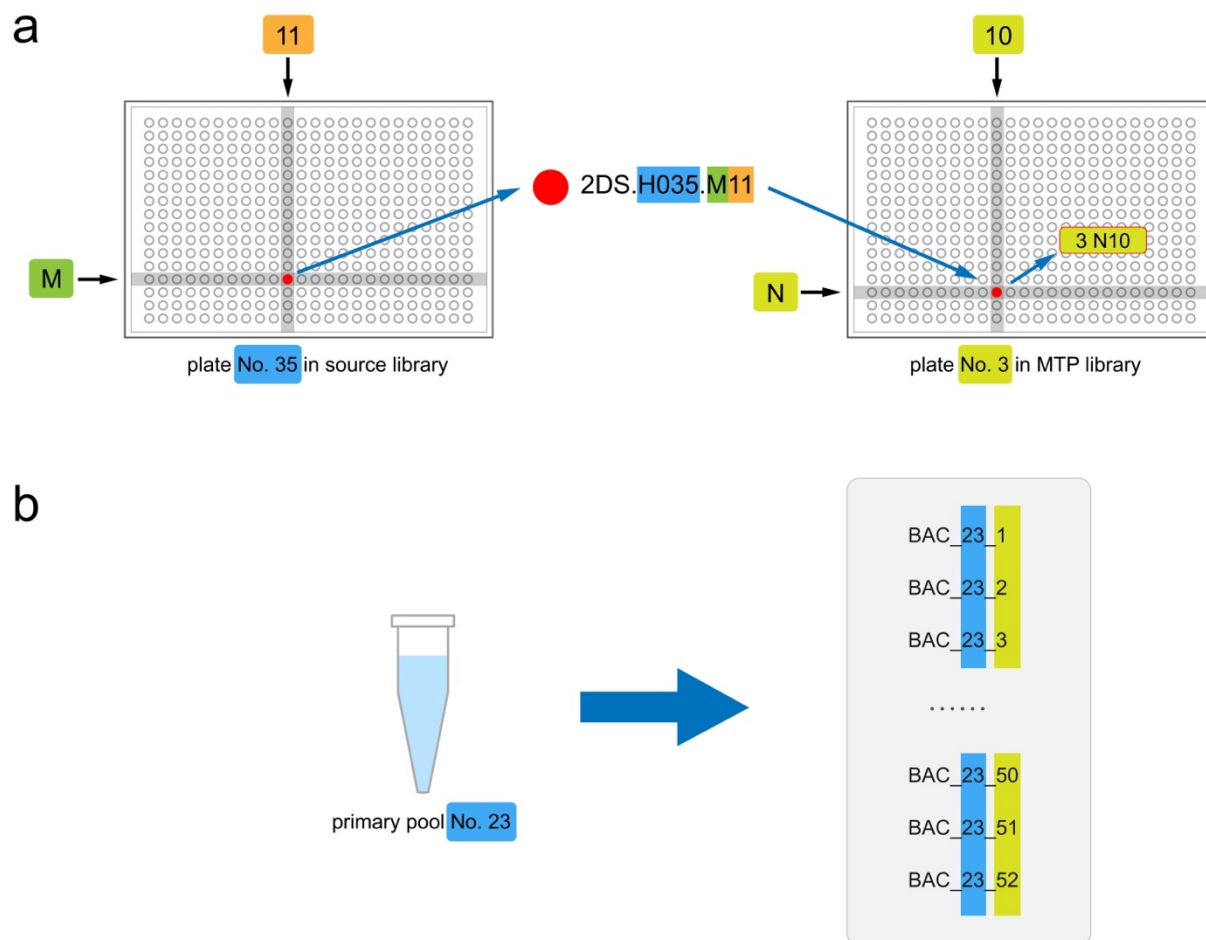 a
11
10
2DS.H035.M11
3 N10
M
N
plate No. 35 in source library
plate No. 3 in MTP library
b
BAC_23_1
BAC_23_2
BAC_23_3
......
BAC_23_50
BAC_23_51
BAC_23_52
primary pool No. 23